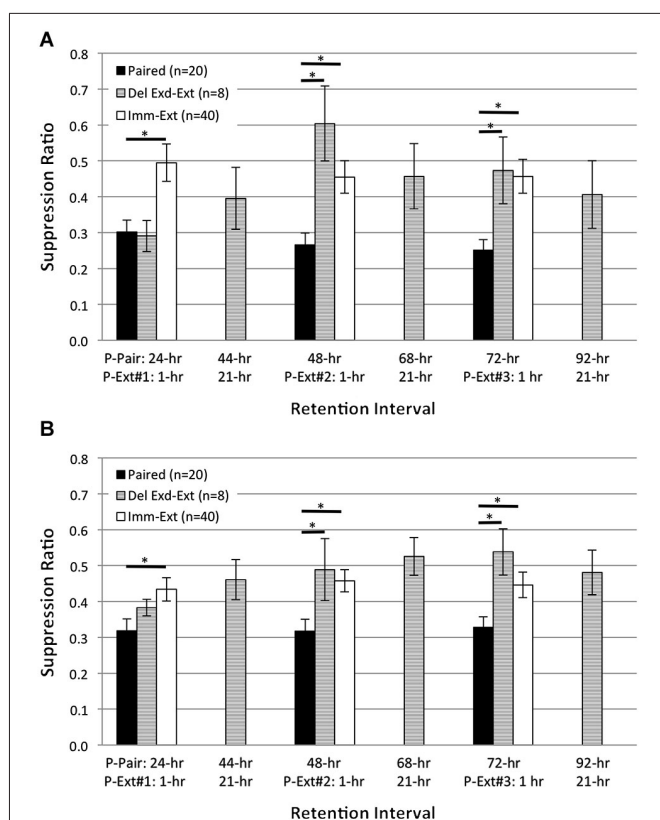 A
0.8
0.7
0.6
0.5
0.4
0.3
0.2
0.1
0.0
Suppression Ratio
Paired (n=20)
Del Exd-Ext (n=8)
Imm-Ext (n=40)
*
*
*
*
*
P-Pair: 24-hr 44-hr 48-hr 68-hr 72-hr 92-hr
P-Ext#1: 1-hr 21-hr P-Ext#2: 1-hr 21-hr P-Ext#3: 1 hr 21-hr
Retention Interval
B
0.8
0.7
0.6
0.5
0.4
0.3
0.2
0.1
0.0
Suppression Ratio
Paired (n=20)
Del Exd-Ext (n=8)
Imm-Ext (n=40)
*
*
*
*
*
P-Pair: 24-hr 44-hr 48-hr 68-hr 72-hr 92-hr
P-Ext#1: 1-hr 21-hr P-Ext#2: 1-hr 21-hr P-Ext#3: 1 hr 21-hr
Retention Interval